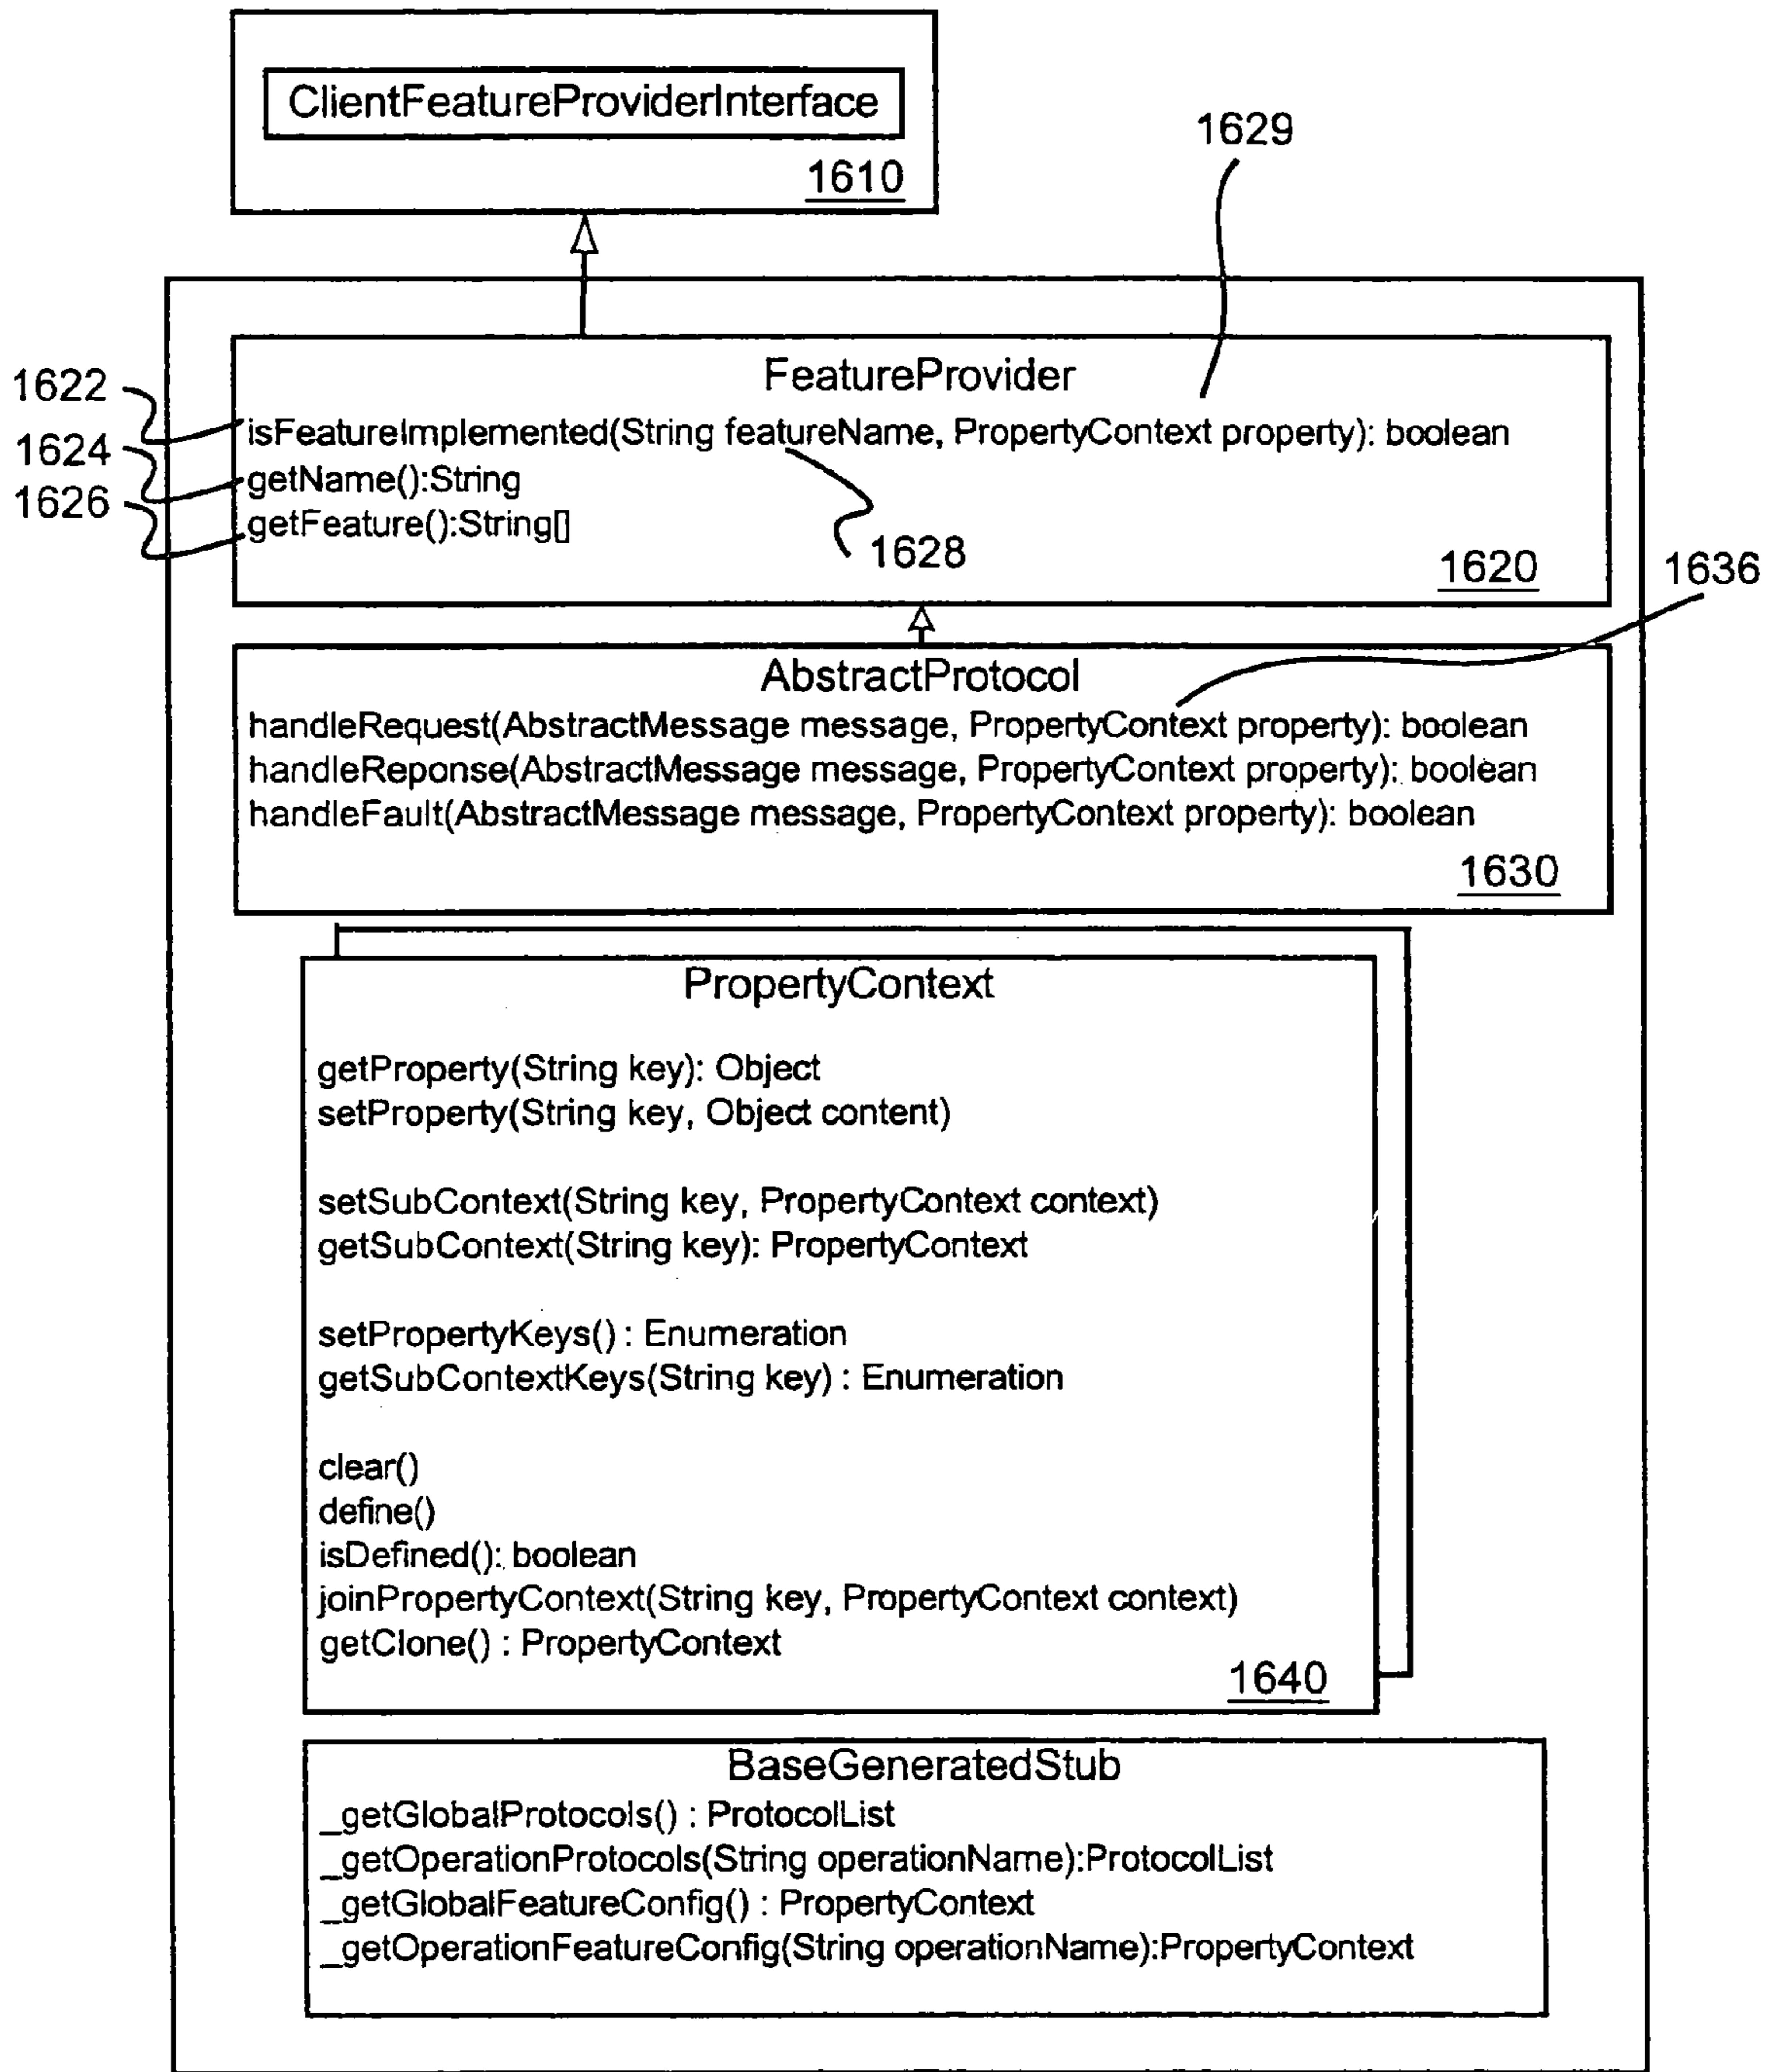 ClientFeatureProviderInterface
1610
1629
FeatureProvider
1622
isFeatureImplemented(String featureName, PropertyContext property): boolean
1624
getName():String
1626
getFeature():String[]
1628
1620
1636
AbstractProtocol
handleRequest(AbstractMessage message, PropertyContext property): boolean
handleReponse(AbstractMessage message, PropertyContext property): boolean
handleFault(AbstractMessage message, PropertyContext property): boolean
1630
PropertyContext
getProperty(String key): Object
setProperty(String key, Object content)
setSubContext(String key, PropertyContext context)
getSubContext(String key): PropertyContext
setPropertyKeys() : Enumeration
getSubContextKeys(String key) : Enumeration
clear()
define()
isDefined(): boolean
joinPropertyContext(String key, PropertyContext context)
getClone() : PropertyContext
1640
BaseGeneratedStub
_getGlobalProtocols() : ProtocolList
_getOperationProtocols(String operationName):ProtocolList
_getGlobalFeatureConfig() : PropertyContext
_getOperationFeatureConfig(String operationName):PropertyContext